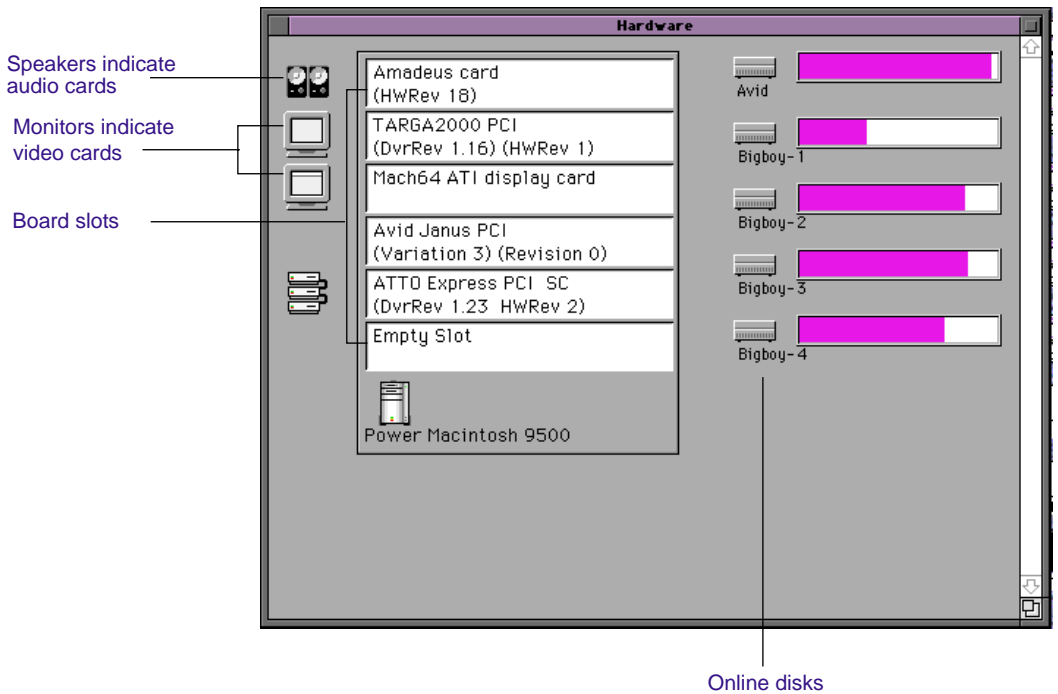 Hardware
Speakers indicate
audio cards
Monitors indicate
video cards
Board slots
Amadeus card
(HWRev 18)
TARGA2000 PCI
(DvrRev 1.16) (HWRev 1)
Mach64 ATI display card
Avid Janus PCI
(Variation 3) (Revision 0)
ATTO Express PCI  SC
(DvrRev 1.23  HWRev 2)
Empty Slot
Power Macintosh 9500
Avid
Bigboy-1
Bigboy-2
Bigboy-3
Bigboy-4
Online disks